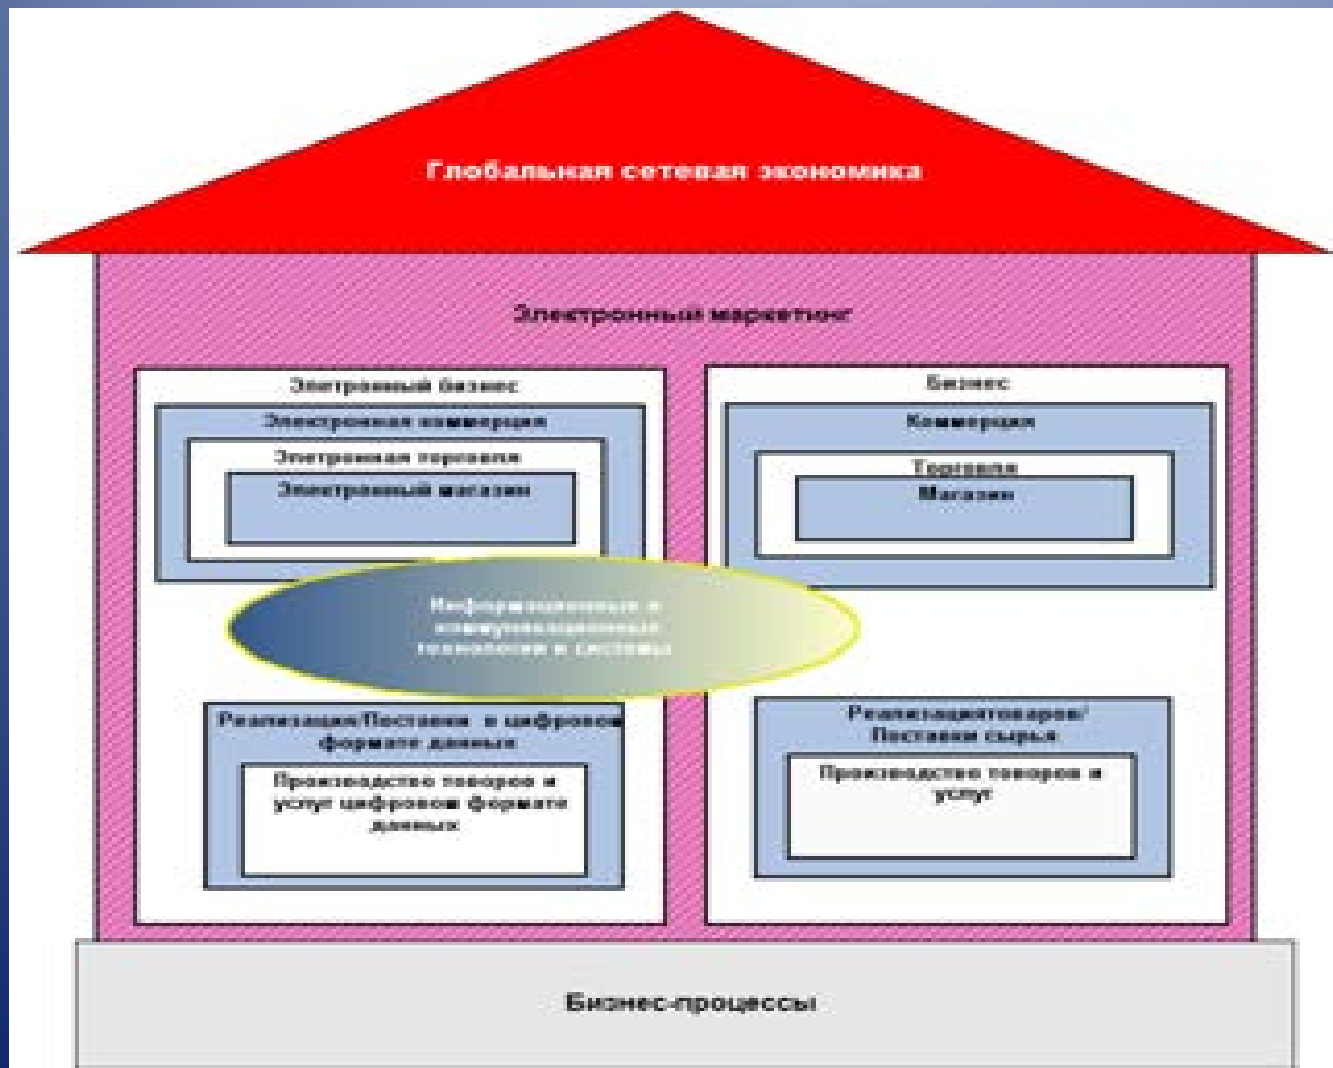 Глобальная сетевая экономика
Электронный маркетинг
Элетронный бизнес
Электронная коммерция
Элетронная торговля
Электронный магазин
Бизнес
Коммерция
Торговля
Магазин
Информационные и
коммуникационные
технологии и системы
Реализация/Поставки в цифровом
формате данных
Производство товоров и
услуг цифровом формате
данных
Реализациятоваров/
Поставки сырья
Производство товоров и
услуг
Бизнес-процессы